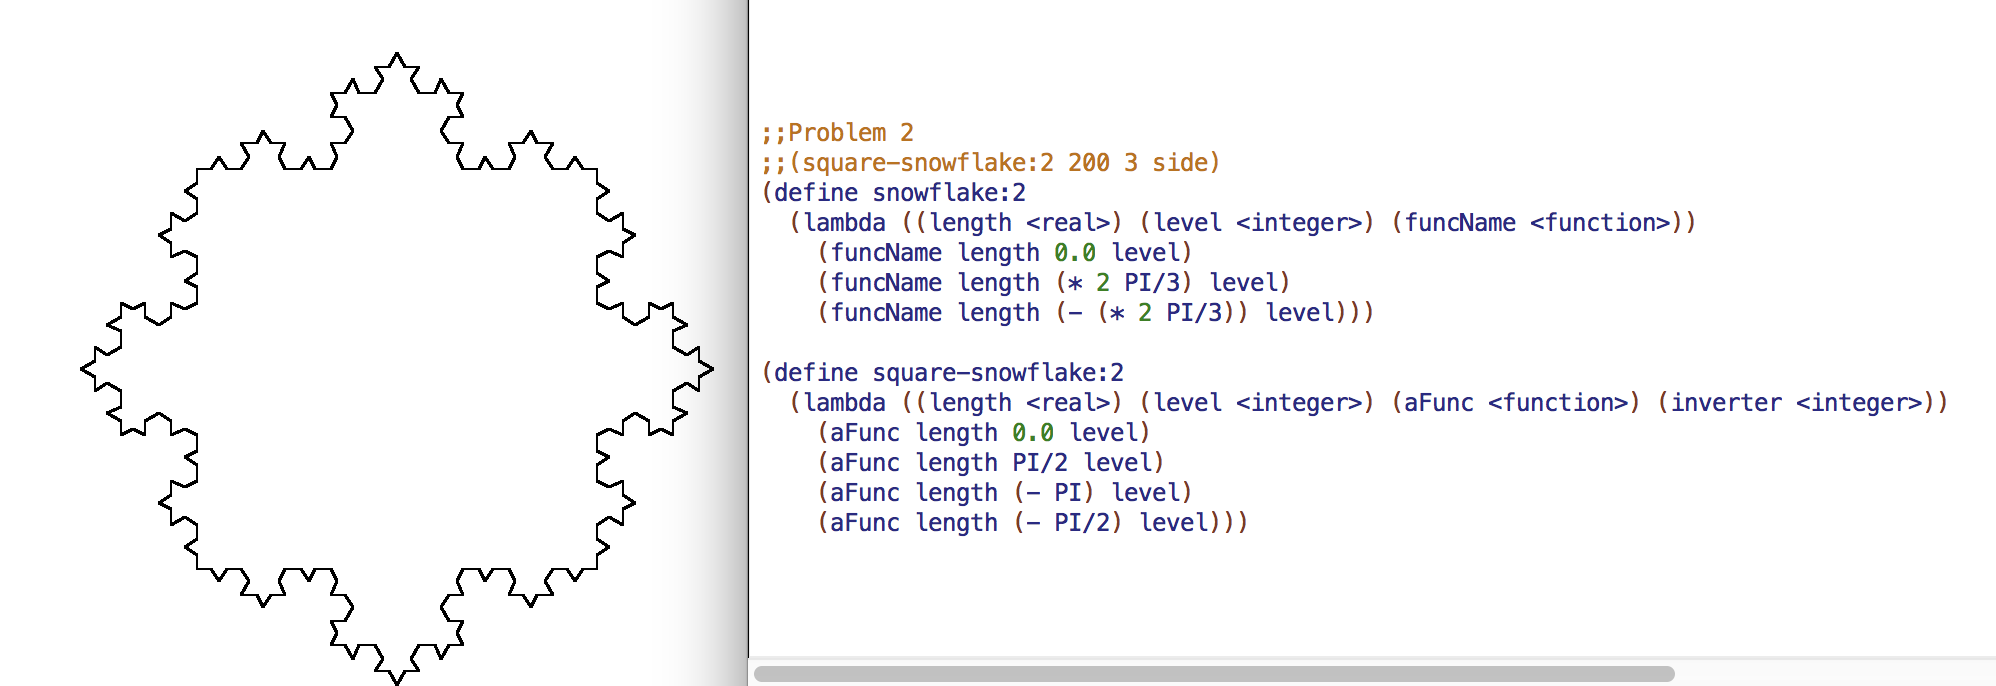 ;;Problem 2
;;(square-snowflake:2 200 3 side)
(define snowflake:2
(lambda ((length <real>) (level <integer>) (funcName <function>))
(funcName length 0.0 level)
(funcName length (* 2 PI/3) level)
(funcName length (- (* 2 PI/3)) level)))
(define square-snowflake:2
(lambda ((length <real>) (level <integer>) (aFunc <function>) (inverter <integer>))
(aFunc length 0.0 level)
(aFunc length PI/2 level)
(aFunc length (- PI) level)
(aFunc length (- PI/2) level)))